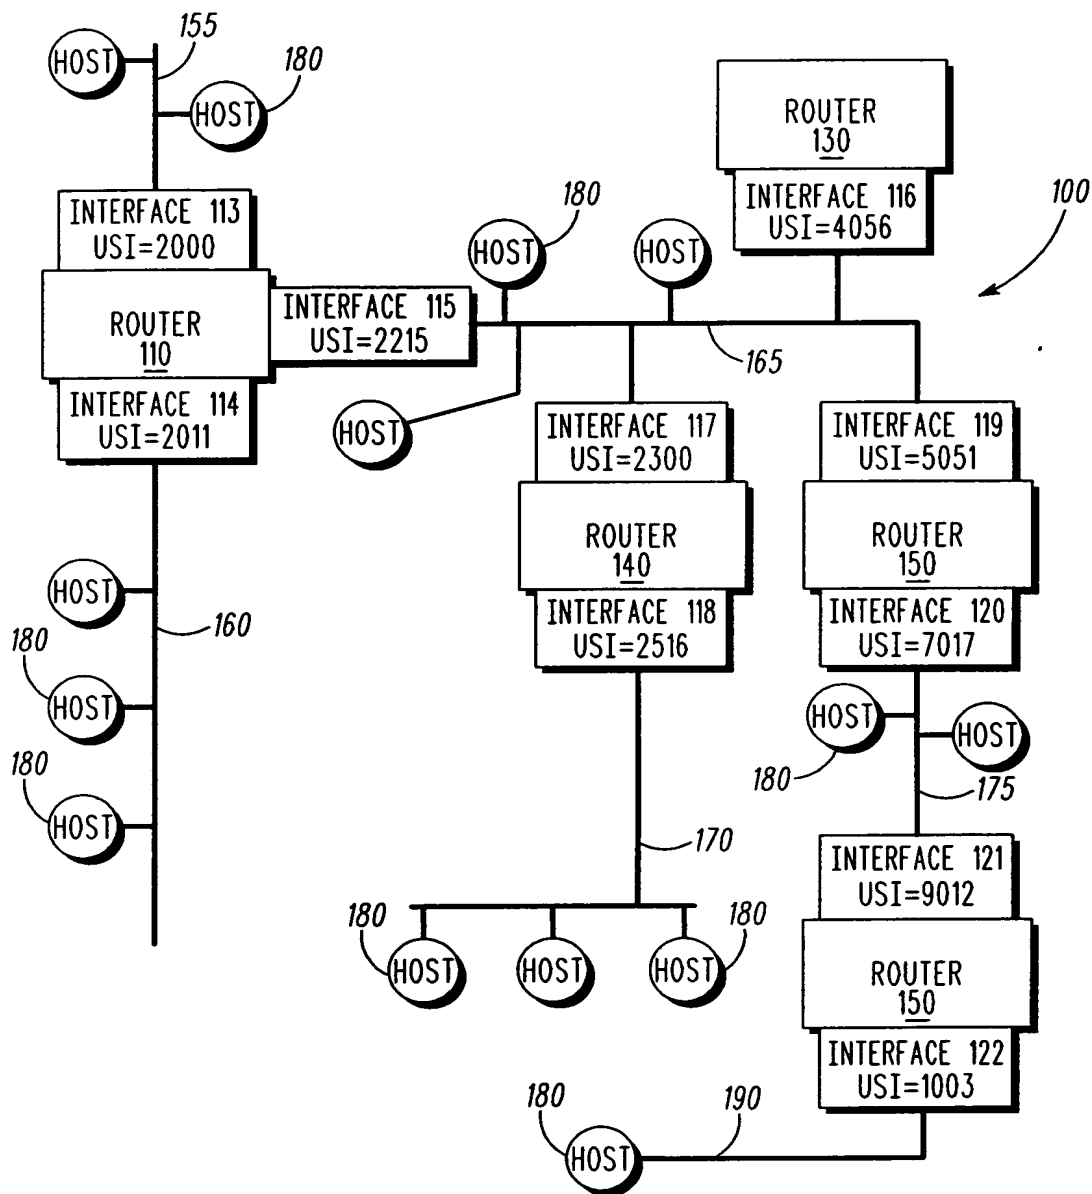 155
HOST
180
HOST
ROUTER
130
INTERFACE 116
USI=4056
100
INTERFACE 113
USI=2000
180
HOST
HOST
ROUTER
110
INTERFACE 115
USI=2215
165
INTERFACE 114
USI=2011
HOST
INTERFACE 117
USI=2300
INTERFACE 119
USI=5051
ROUTER
140
ROUTER
150
HOST
160
INTERFACE 118
USI=2516
INTERFACE 120
USI=7017
180
HOST
HOST
HOST
180
175
180
HOST
170
INTERFACE 121
USI=9012
180
HOST
HOST
180
HOST
ROUTER
150
INTERFACE 122
USI=1003
180
HOST
190